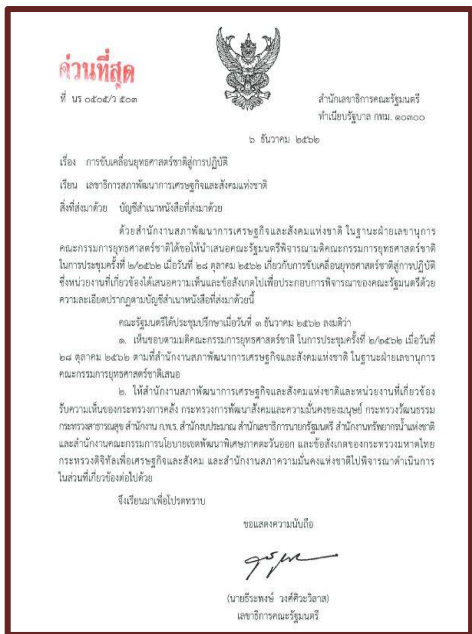 ด่วนที่สุด
ที่ นร ๐๕๐๕/ว ๕๐๓
สำนักเลขาธิการคณะรัฐมนตรี
ทำเนียบรัฐบาล กทม. ๑๐๓๐๐
๖ ธันวาคม ๒๕๖๒
เรื่อง การขับเคลื่อนยุทธศาสตร์ชาติสู่การปฏิบัติ
เรียน เลขาธิการสภาพัฒนาการเศรษฐกิจและสังคมแห่งชาติ
สิ่งที่ส่งมาด้วย บัญชีสำเนาหนังสือที่ส่งมาด้วย
ด้วยสำนักงานสภาพัฒนาการเศรษฐกิจและสังคมแห่งชาติ ในฐานะฝ่ายเลขานุการ
คณะกรรมการยุทธศาสตร์ชาติได้ขอให้นำเสนอคณะรัฐมนตรีพิจารณามติคณะกรรมการยุทธศาสตร์ชาติ
ในการประชุมครั้งที่ ๒/๒๕๖๒ เมื่อวันที่ ๒๘ ตุลาคม ๒๕๖๒ เกี่ยวกับการขับเคลื่อนยุทธศาสตร์ชาติสู่การปฏิบัติ
ซึ่งหน่วยงานที่เกี่ยวข้องได้เสนอความเห็นและข้อสังเกตไปเพื่อประกอบการพิจารณาของคณะรัฐมนตรีด้วย
ความละเอียดปรากฏตามบัญชีสำเนาหนังสือที่ส่งมาด้วยนี้
คณะรัฐมนตรีได้ประชุมปรึกษาเมื่อวันที่ ๓ ธันวาคม ๒๕๖๒ ลงมติว่า
๑. เห็นชอบตามมติคณะกรรมการยุทธศาสตร์ชาติ ในการประชุมครั้งที่ ๒/๒๕๖๒ เมื่อวันที่
๒๘ ตุลาคม ๒๕๖๒ ตามที่สำนักงานสภาพัฒนาการเศรษฐกิจและสังคมแห่งชาติ ในฐานะฝ่ายเลขานุการ
คณะกรรมการยุทธศาสตร์ชาติเสนอ
๒. ให้สำนักงานสภาพัฒนาการเศรษฐกิจและสังคมแห่งชาติและหน่วยงานที่เกี่ยวข้อง
รับความเห็นของกระทรวงการคลัง กระทรวงการพัฒนาสังคมและความมั่นคงของมนุษย์ กระทรวงวัฒนธรรม
กระทรวงสาธารณสุข สำนักงาน ก.พ.ร. สำนักงบประมาณ สำนักเลขาธิการนายกรัฐมนตรี สำนักงานทรัพยากรน้ำแห่งชาติ
และสำนักงานคณะกรรมการนโยบายเขตพัฒนาพิเศษภาคตะวันออก และข้อสังเกตของกระทรวงมหาดไทย
กระทรวงดิจิทัลเพื่อเศรษฐกิจและสังคม และสำนักงานสภาความมั่นคงแห่งชาติไปพิจารณาดำเนินการ
ในส่วนที่เกี่ยวข้องต่อไปด้วย
จึงเรียนมาเพื่อโปรดทราบ
ขอแสดงความนับถือ
(นายธีระพงษ์ วงศ์ศิวะวิลาส)
เลขาธิการคณะรัฐมนตรี